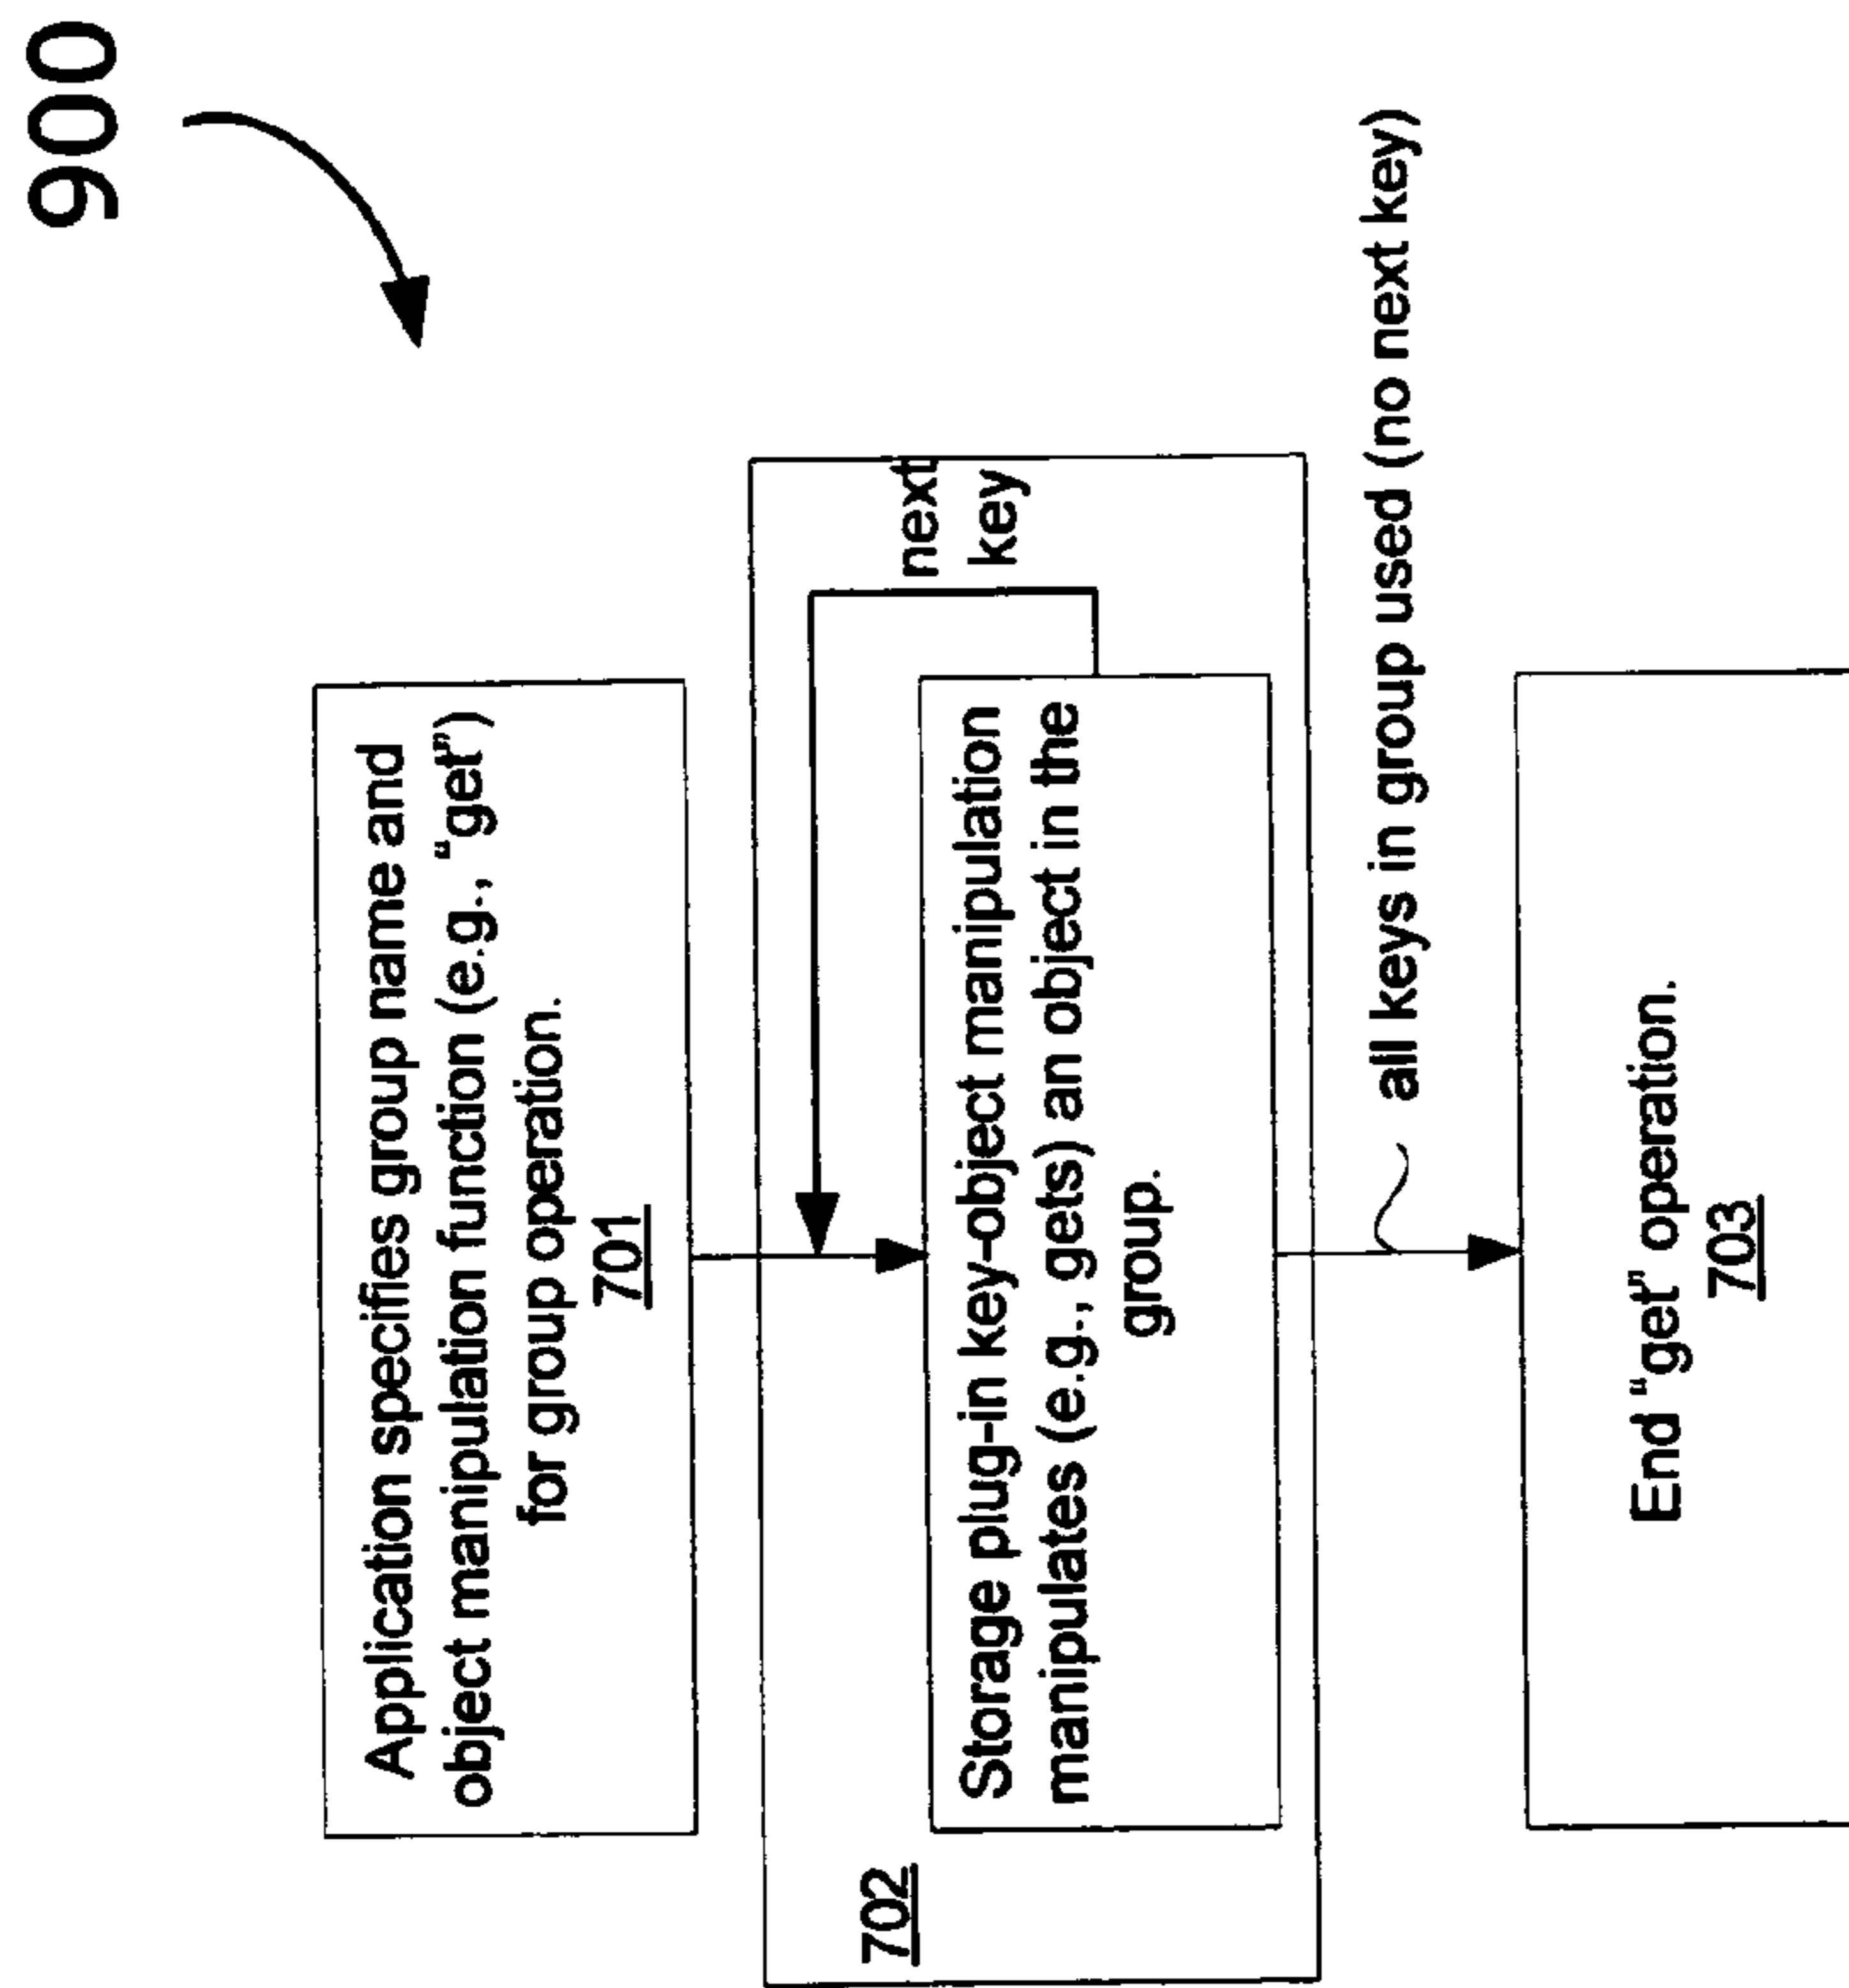 900
Application specifies group name and
object manipulation function (e.g., "get")
for group operation.
701
next
key
Storage plug-in key-object manipulation
manipulates (e.g., gets) an object in the
group.
702
all keys in group used (no next key)
End "get" operation.
703